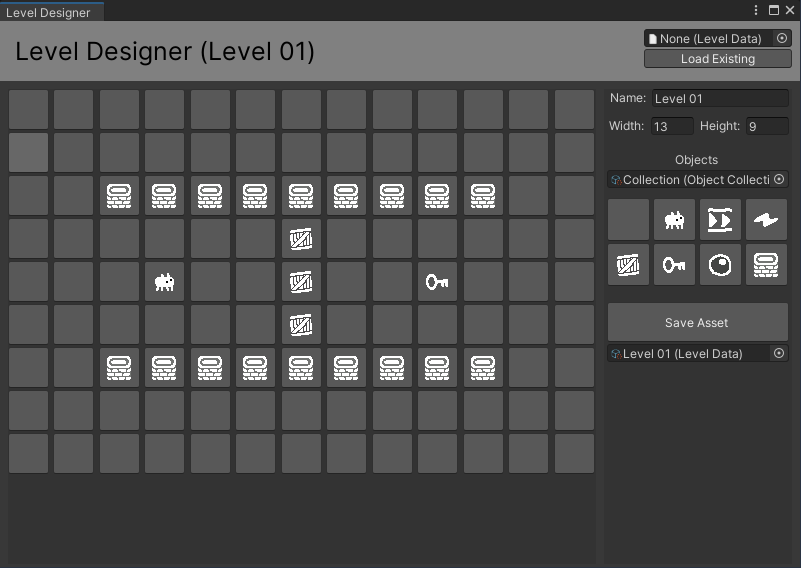 Level Designer
Level Designer (Level 01)
None (Level Data)
Load Existing
Name: Level 01
Width: 13 Height: 9
Objects
Collection (Object Collecti
Save Asset
Level 01 (Level Data)